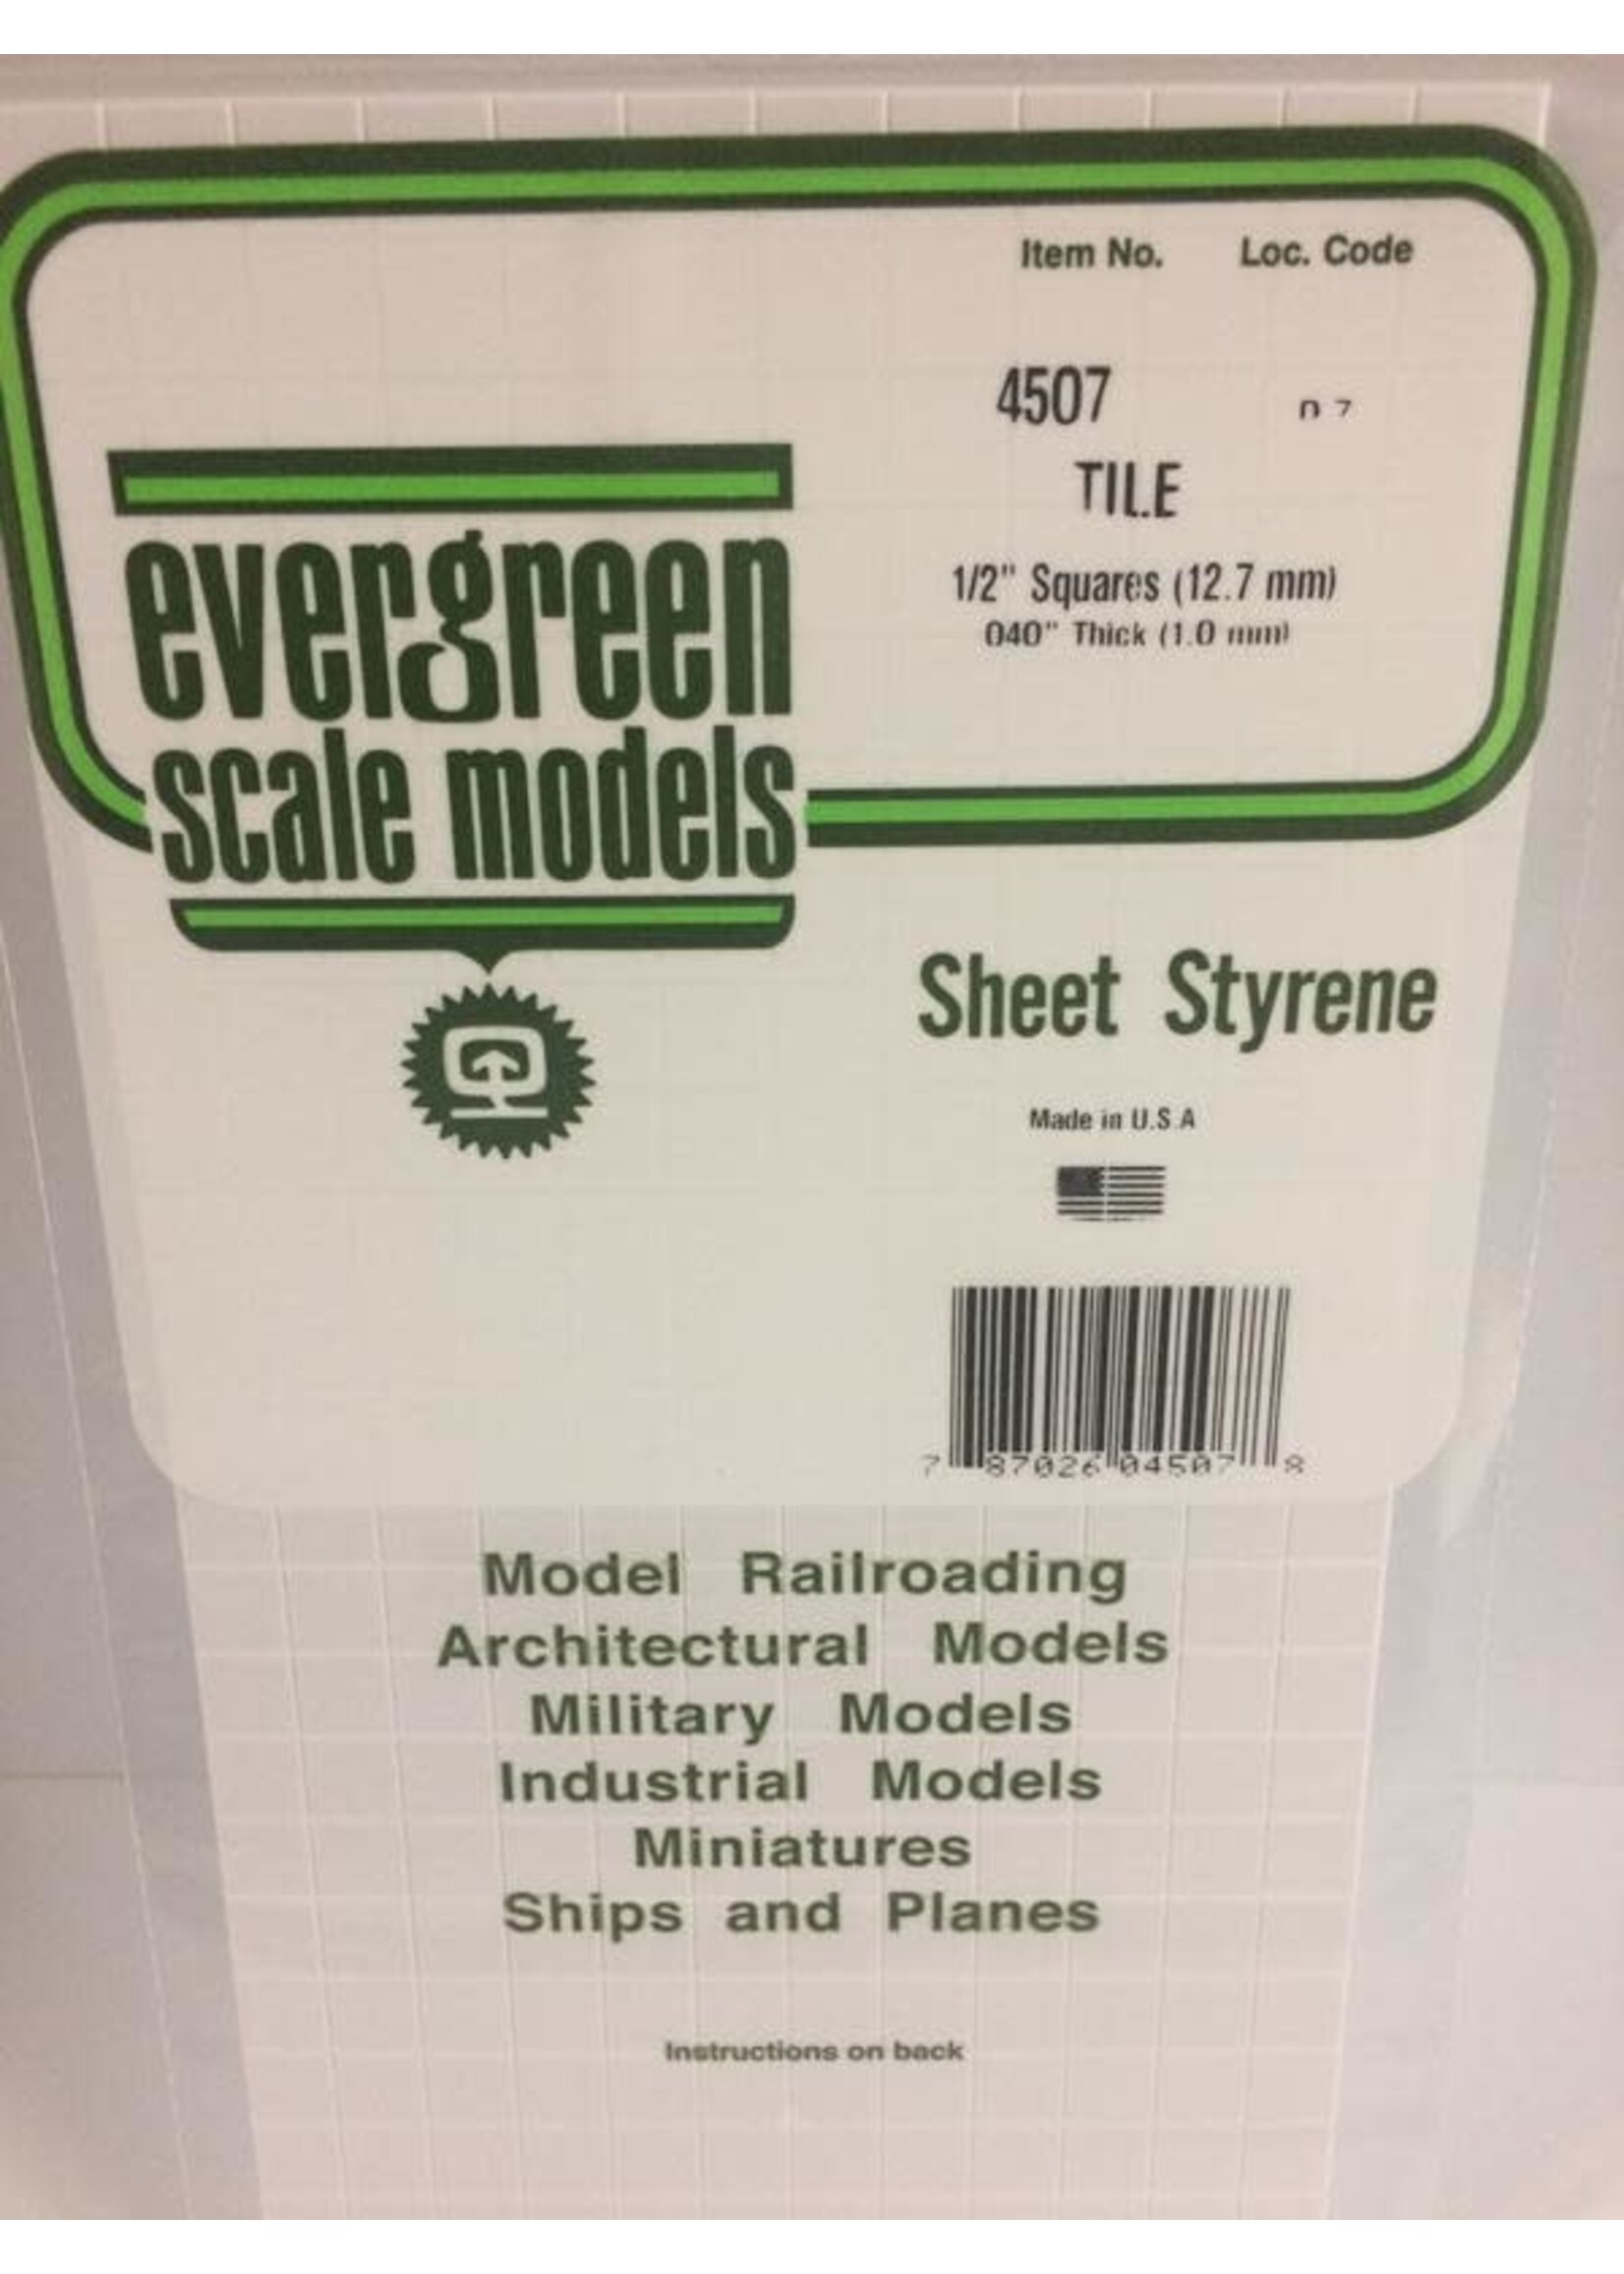 Item No. Loc. Code
4507
TILE
1/2" Squares (12.7 mm)
040" Thick (1.0 mm)
evergreen
scale models
Sheet Styrene
Made in U.S.A
7 87026 04507 8
Model Railroading
Architectural Models
Military Models
Industrial Models
Miniatures
Ships and Planes
Instructions on back